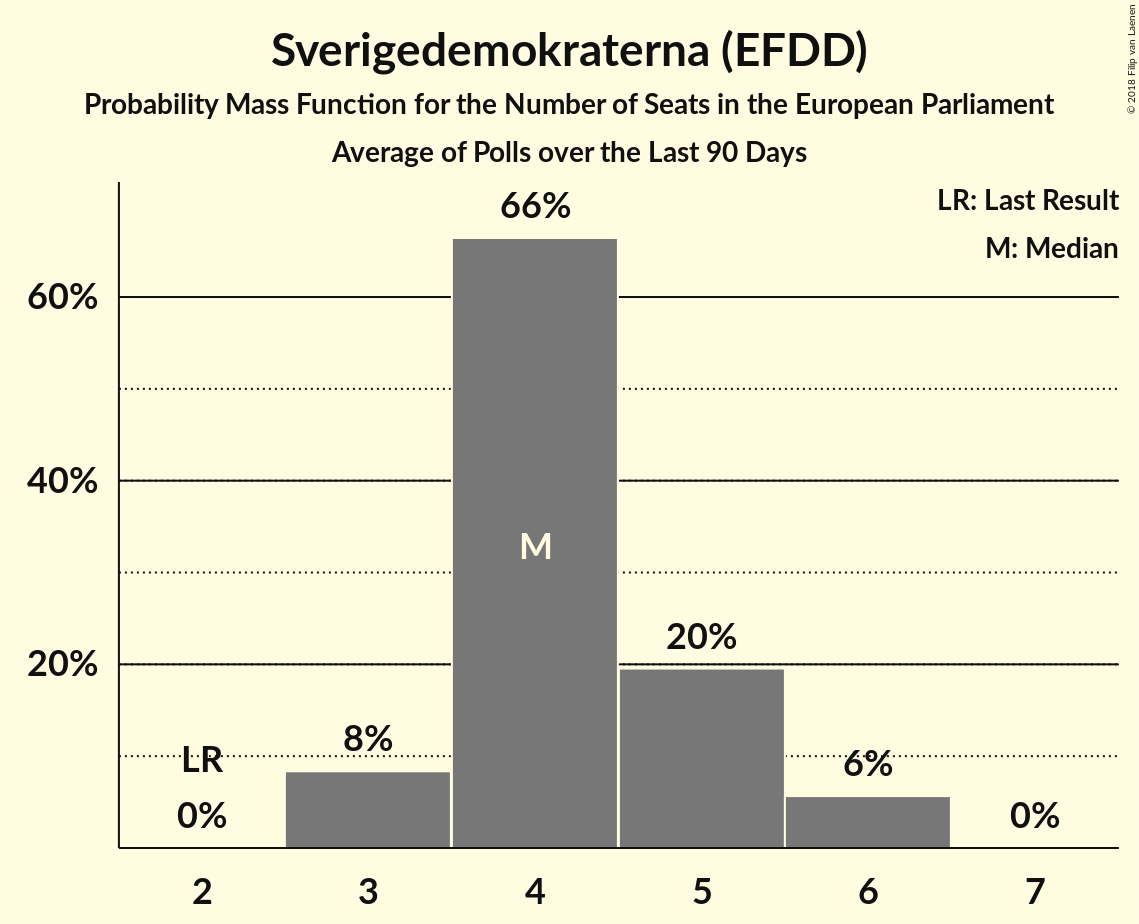 Sverigedemokraterna (EFDD)
Probability Mass Function for the Number of Seats in the European Parliament
Average of Polls over the Last 90 Days
© 2018 Filip van Laenen
LR: Last Result
M: Median
66%
60%
40%
M
20%
20%
8%
LR
6%
0%
0%
2 3 4 5 6 7